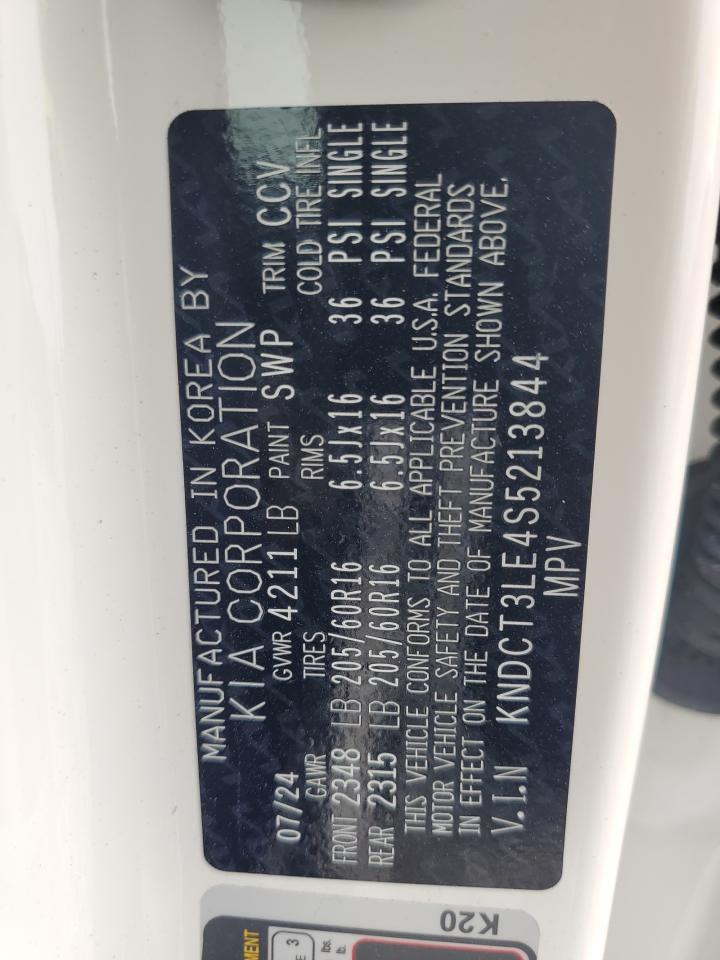 MANUFACTURED IN KOREA BY
KIA CORPORATION
07/24 GVWR 4211 LB PAINT SWP TRIM CCV
GAWR TIRES RIMS COLD TIRE INFL
FRONT 2348 LB 205/60R16 6.5Jx16 36 PSI SINGLE
REAR 2315 LB 205/60R16 6.5Jx16 36 PSI SINGLE
THIS VEHICLE CONFORMS TO ALL APPLICABLE U.S.A. FEDERAL
MOTOR VEHICLE SAFETY AND THEFT PREVENTION STANDARDS
IN EFFECT ON THE DATE OF MANUFACTURE SHOWN ABOVE.
V.I.N KNDCT3LE4S5213844
MPV
K20
3
lbs.
lb.